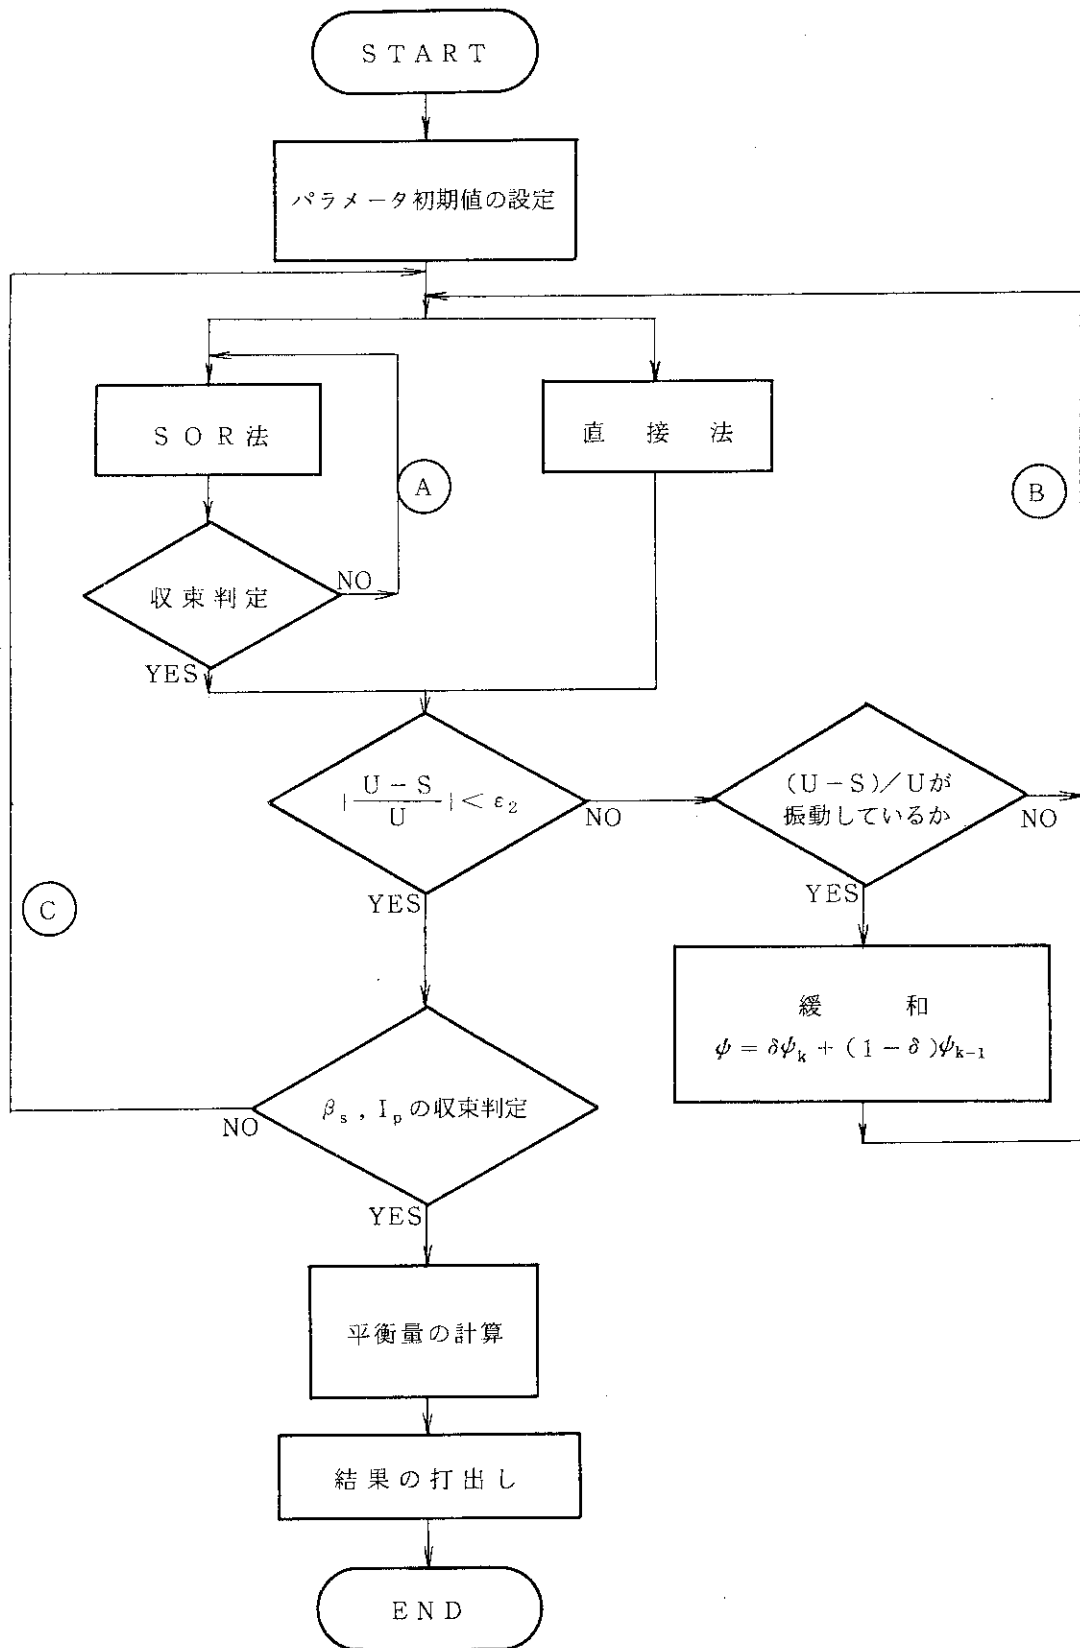 START
パラメータ初期値の設定
SOR法
直接法
A
B
収束判定
NO
YES
|(U-S)/U| < ε₂
NO
(U-S)/Uが
振動しているか
NO
YES
YES
C
緩和
ψ = δψₖ + (1-δ)ψₖ₋₁
βₛ, Iₚの収束判定
NO
YES
平衡量の計算
結果の打出し
END